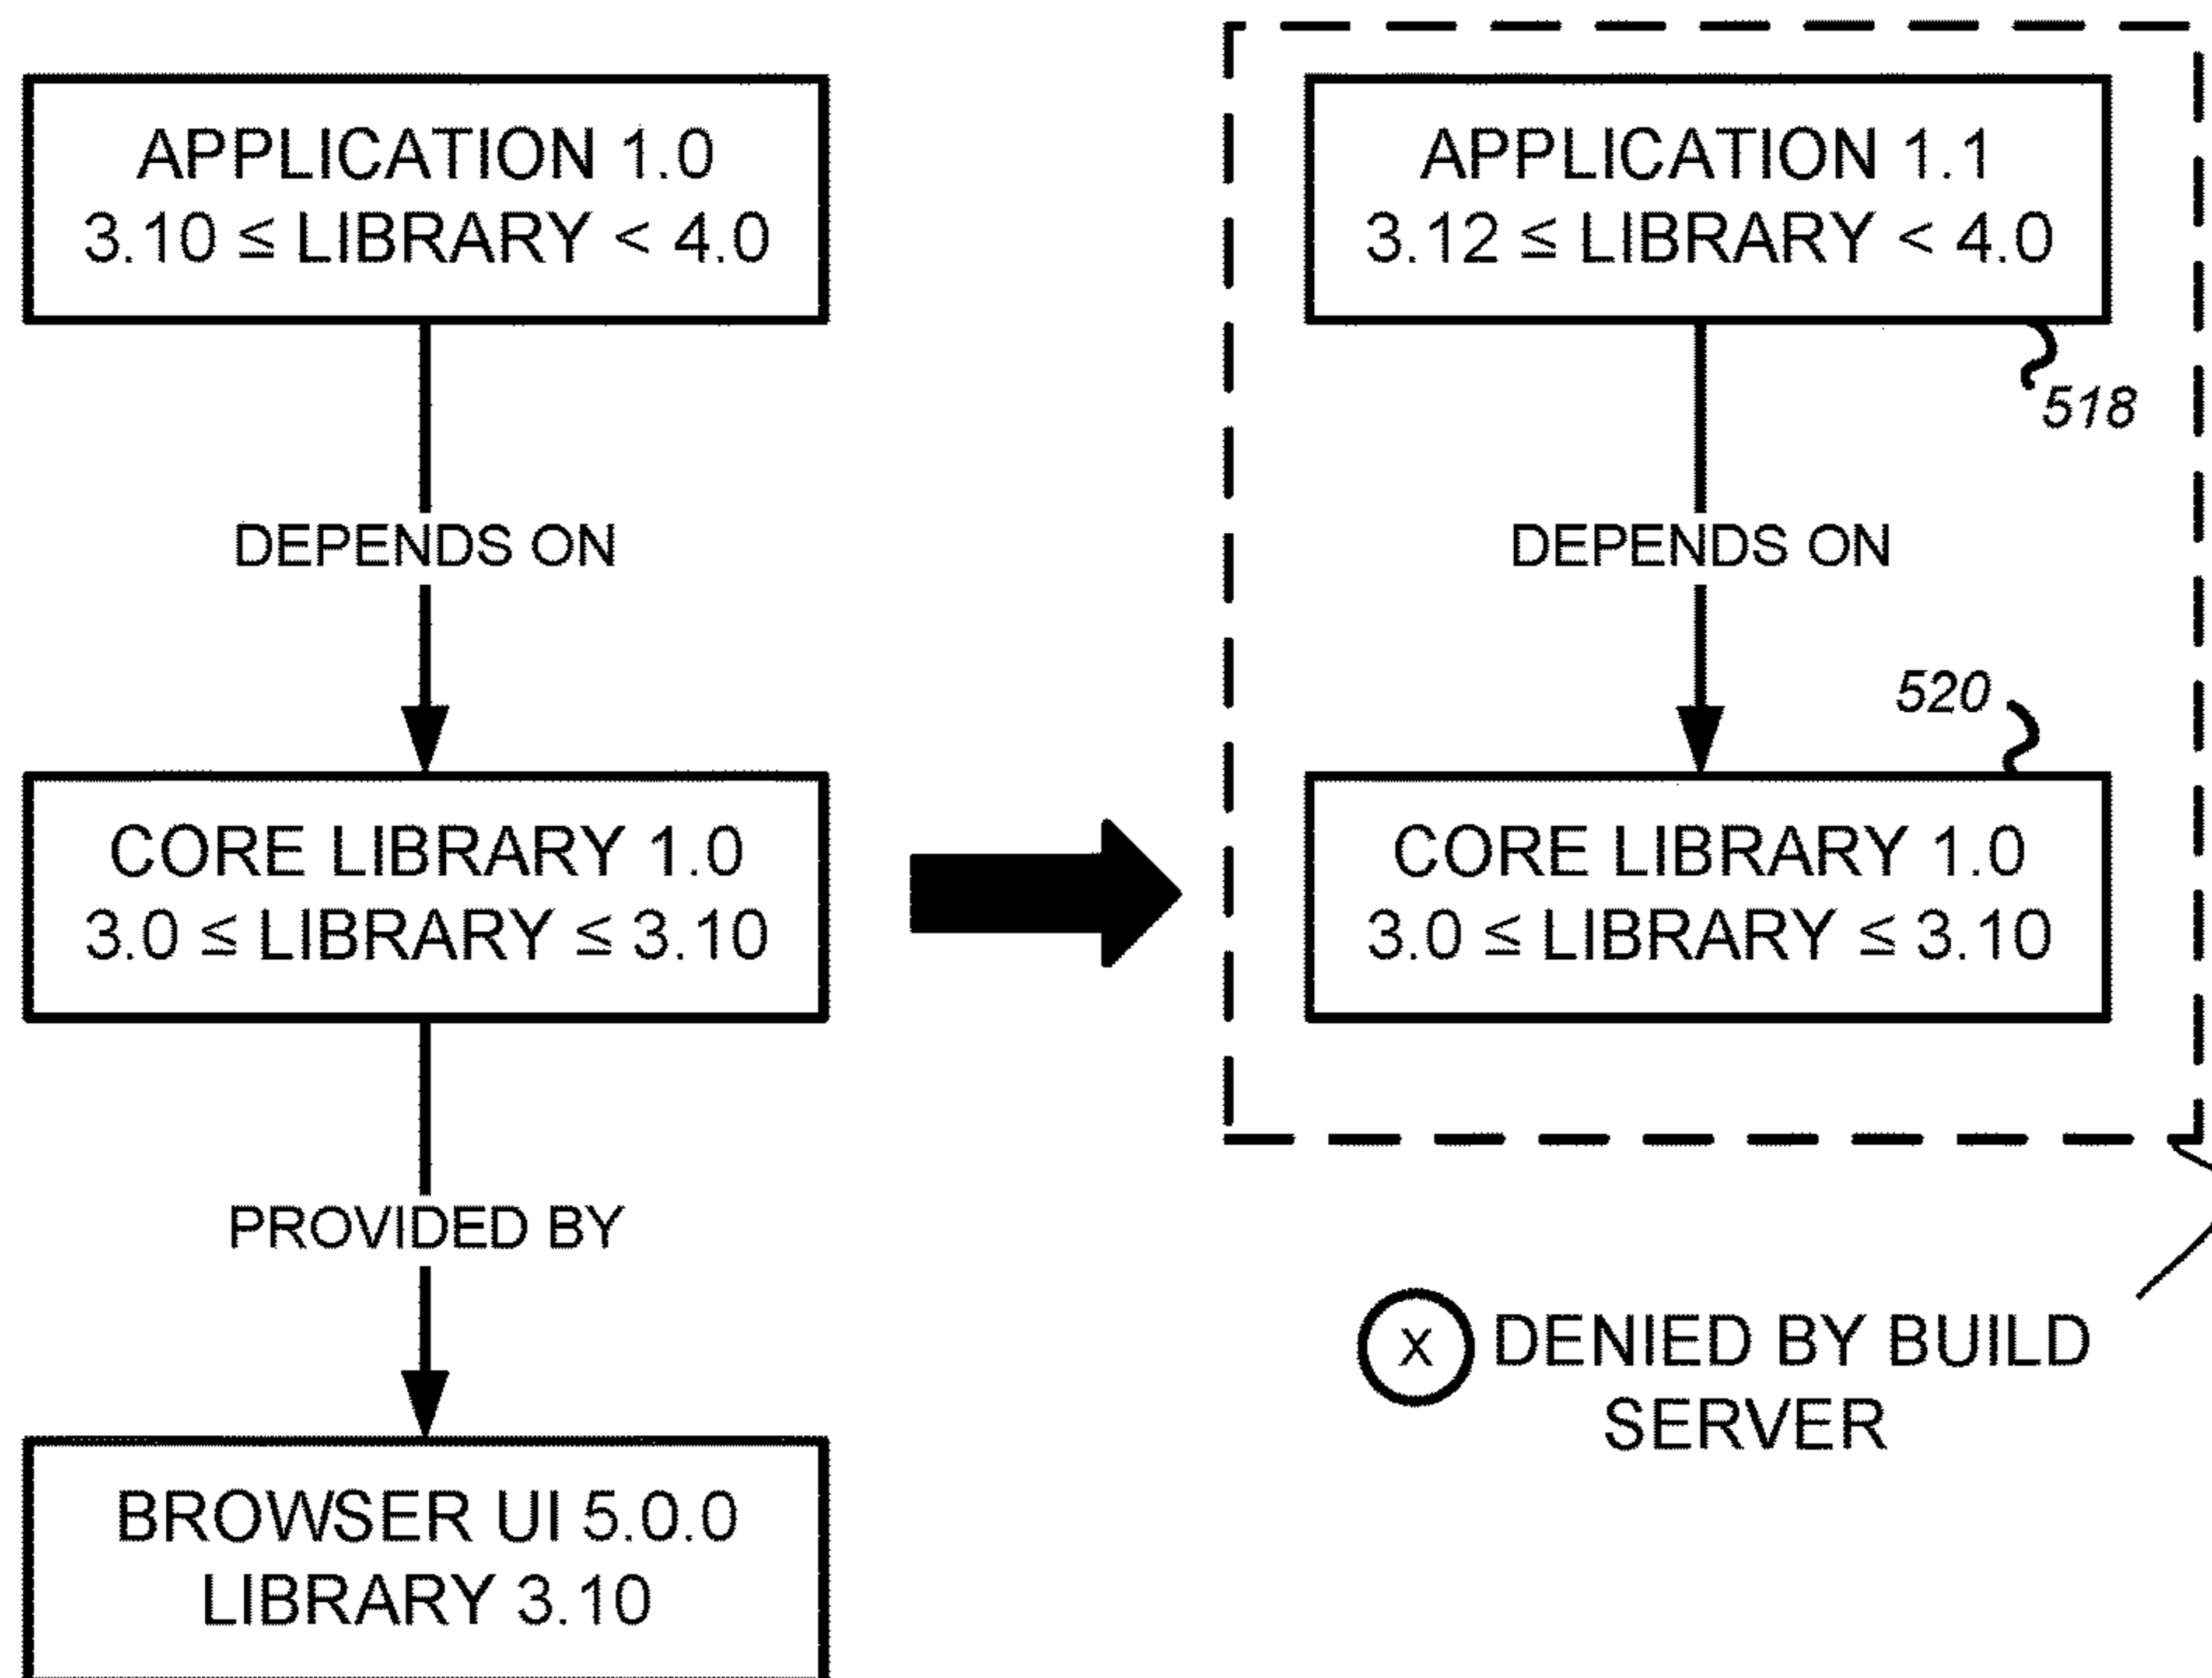 APPLICATION 1.0
3.10 ≤ LIBRARY < 4.0
DEPENDS ON
CORE LIBRARY 1.0
3.0 ≤ LIBRARY ≤ 3.10
PROVIDED BY
BROWSER UI 5.0.0
LIBRARY 3.10
APPLICATION 1.1
3.12 ≤ LIBRARY < 4.0
518
DEPENDS ON
520
CORE LIBRARY 1.0
3.0 ≤ LIBRARY ≤ 3.10
X DENIED BY BUILD
SERVER